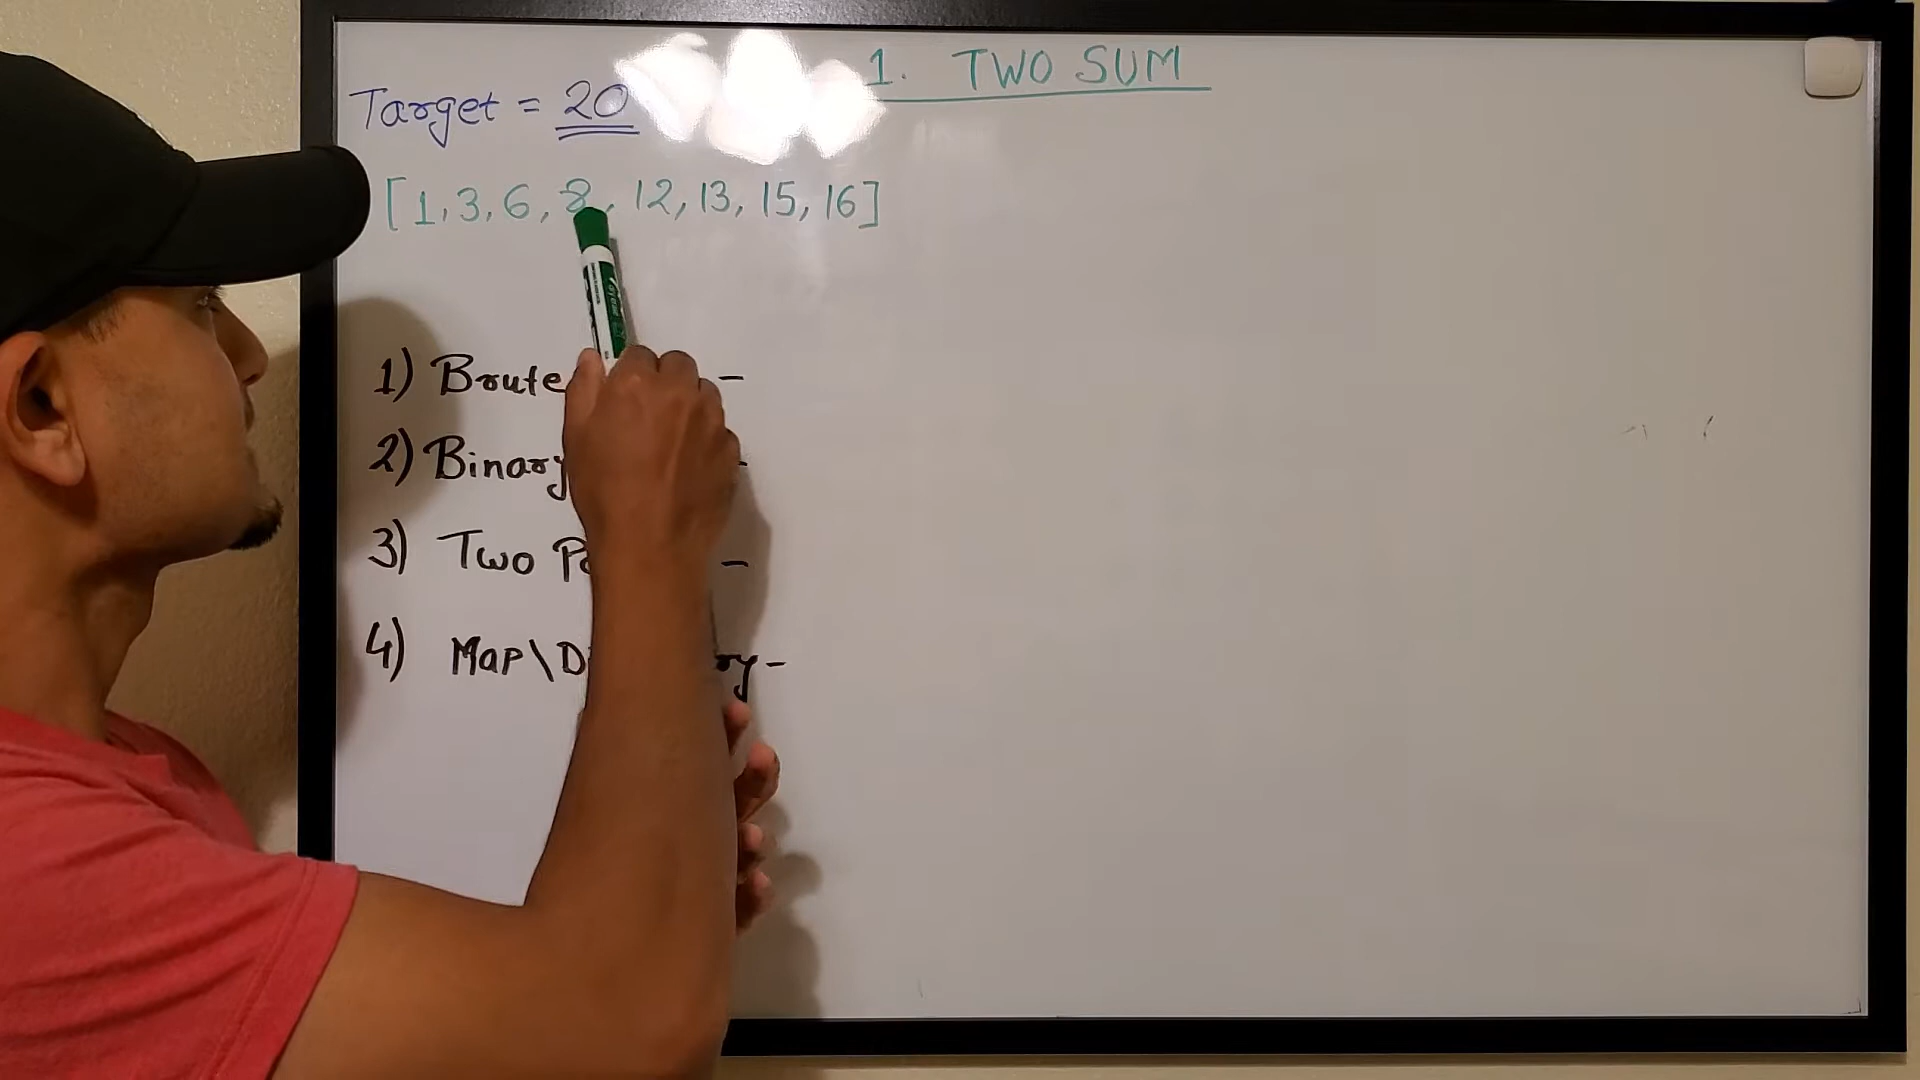 1. TWO SUM
Target = 20
[1, 3, 6, 8, 12, 13, 15, 16]
1) Brute -
2) Binary -
3) Two -
4) Map\ -